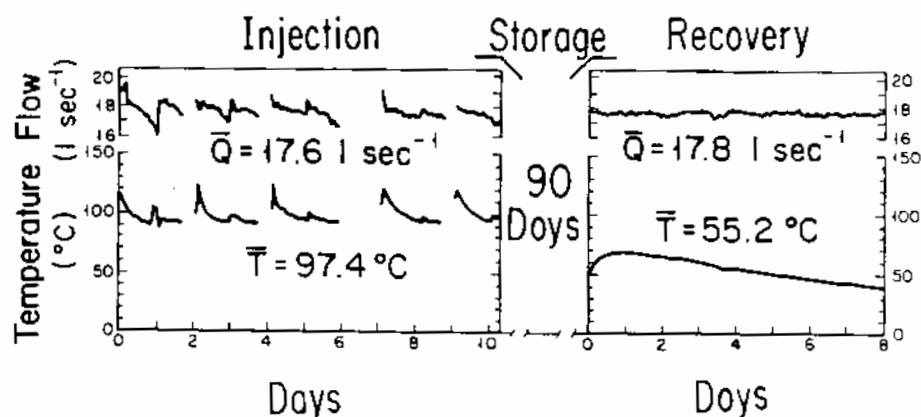 Injection Storage Recovery
Temperature Flow
(°C) (l sec⁻¹)
20
18
16
150
100
50
0
Q̄ = 17.6 l sec⁻¹
T̄ = 97.4 °C
0 2 4 6 8 10
Days
90
Doys
20
18
16
150
100
50
0
Q̄ = 17.8 l sec⁻¹
T̄ = 55.2 °C
0 2 4 6 8
Doys